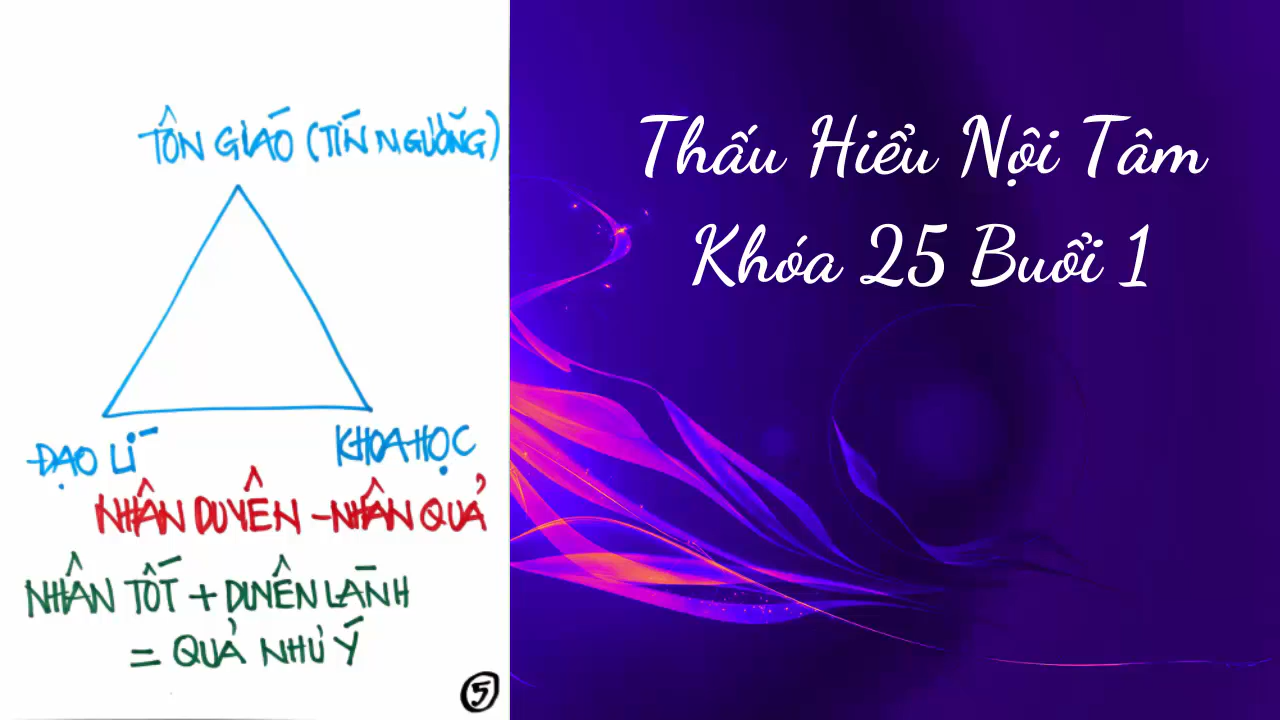 TÔN GIÁO (TÍN NGƯỠNG)
ĐẠO LÍ
KHOA HỌC
NHÂN DUYÊN - NHÂN QUẢ
NHÂN TỐT + DUYÊN LÀNH
= QUẢ NHƯ Ý
5
Thấu Hiểu Nội Tâm
Khóa 25 Buổi 1